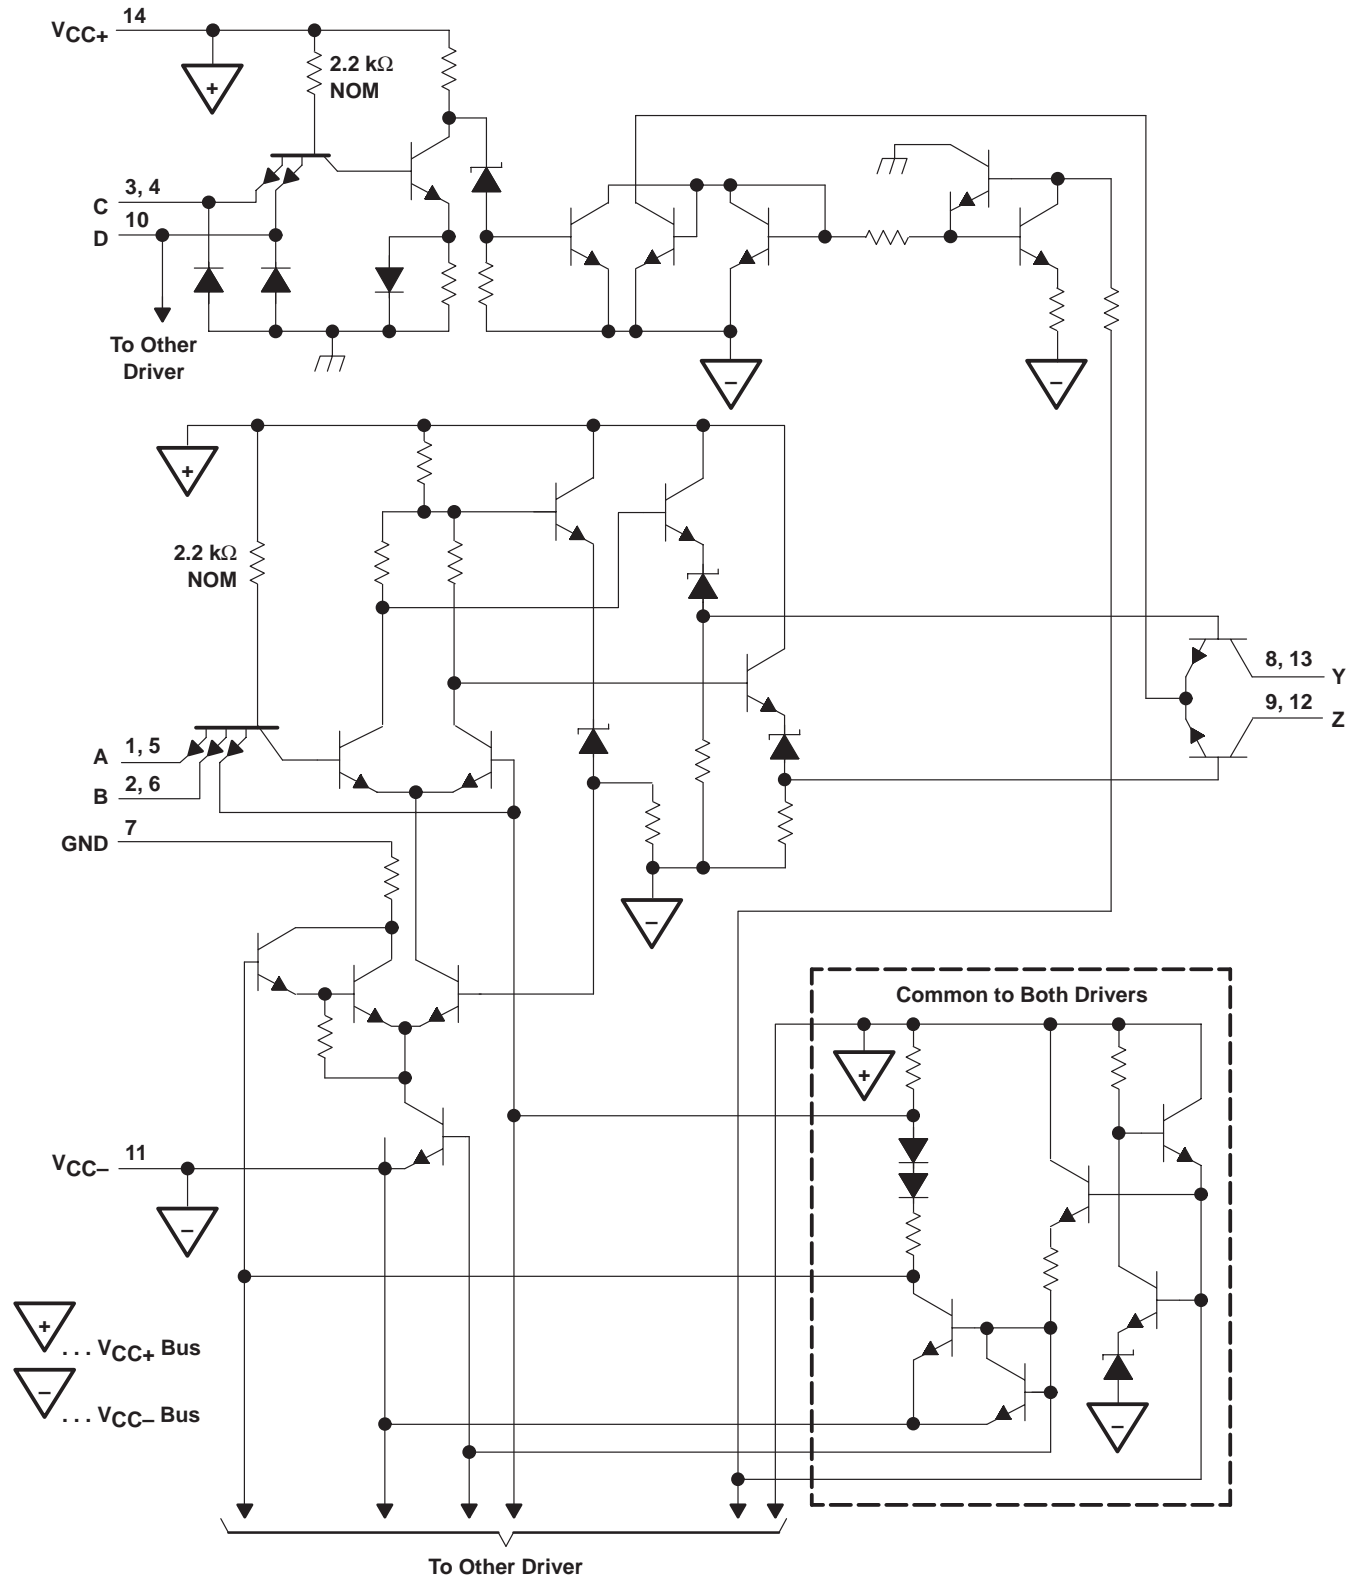 VCC+ 14
2.2 kΩ
NOM
+
C 3, 4
D 10
To Other
Driver
–
–
+
2.2 kΩ
NOM
8, 13 Y
9, 12 Z
A 1, 5
B 2, 6
GND 7
–
Common to Both Drivers
+
VCC– 11
–
+ . . . VCC+ Bus
– . . . VCC– Bus
–
To Other Driver